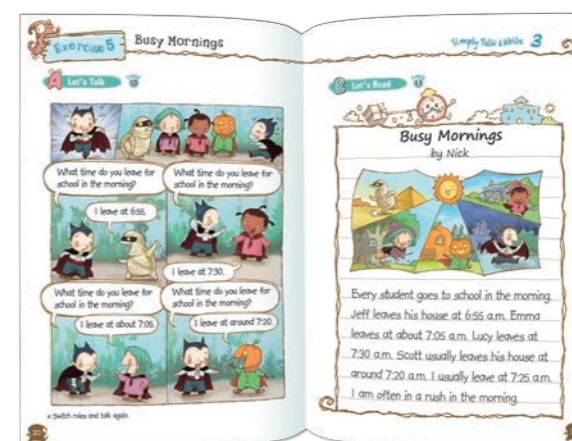 Exercise 5
Busy Mornings
A Let's Talk
What time do you leave for
school in the morning?
What time do you leave for
school in the morning?
I leave at 6:55.
I leave at 7:30.
What time do you leave for
school in the morning?
What time do you leave for
school in the morning?
I leave at about 7:05.
I leave at around 7:20.
Switch roles and talk again.
30
Simply Talk & Write 3
B Let's Read
Busy Mornings
by Nick
Every student goes to school in the morning.
Jeff leaves his house at 6:55 a.m. Emma
leaves at about 7:05 a.m. Lucy leaves at
7:30 a.m. Scott usually leaves his house at
around 7:20 a.m. I usually leave at 7:25 a.m.
I am often in a rush in the morning.